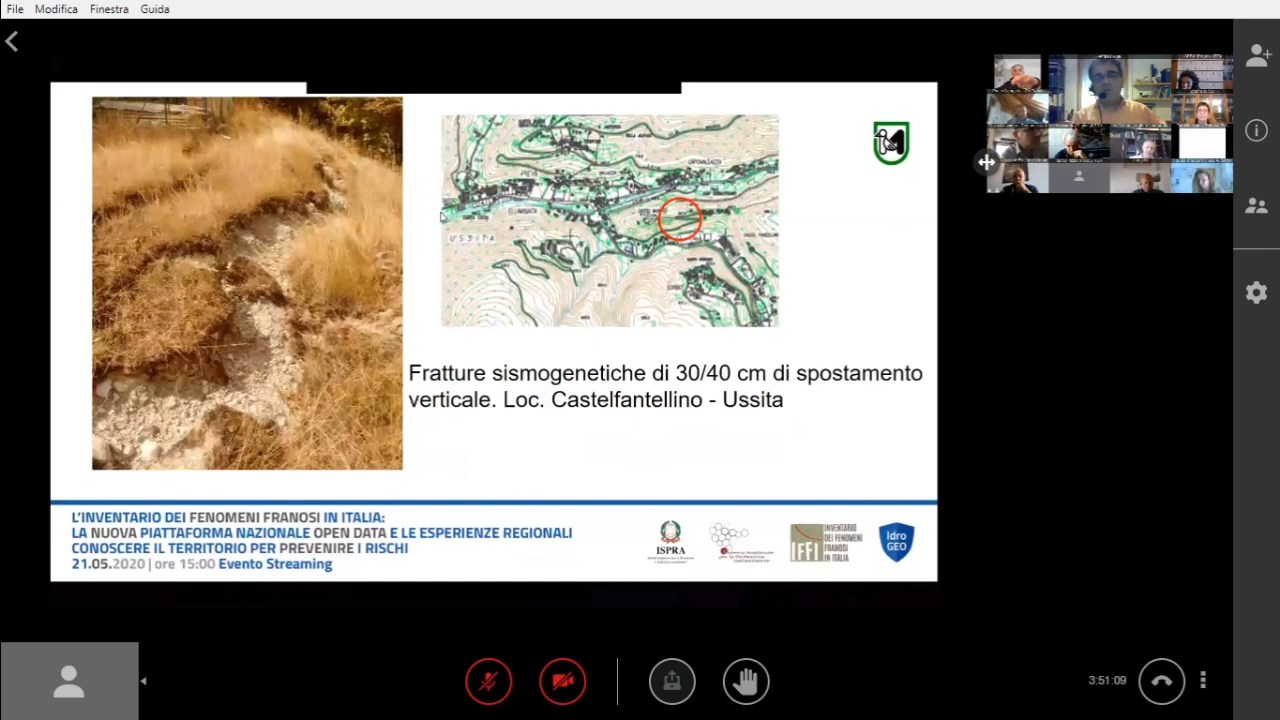 File Modifica Finestra Guida
PIEVE
USSITA
SORBO
Fratture sismogenetiche di 30/40 cm di spostamento
verticale. Loc. Castelfantellino - Ussita
L'INVENTARIO DEI FENOMENI FRANOSI IN ITALIA:
LA NUOVA PIATTAFORMA NAZIONALE OPEN DATA E LE ESPERIENZE REGIONALI
CONOSCERE IL TERRITORIO PER PREVENIRE I RISCHI
21.05.2020 | ore 15:00 Evento Streaming
ISPRA
IFFI
INVENTARIO
DEI FENOMENI
FRANOSI
IN ITALIA
Idro
GEO
3:51:09